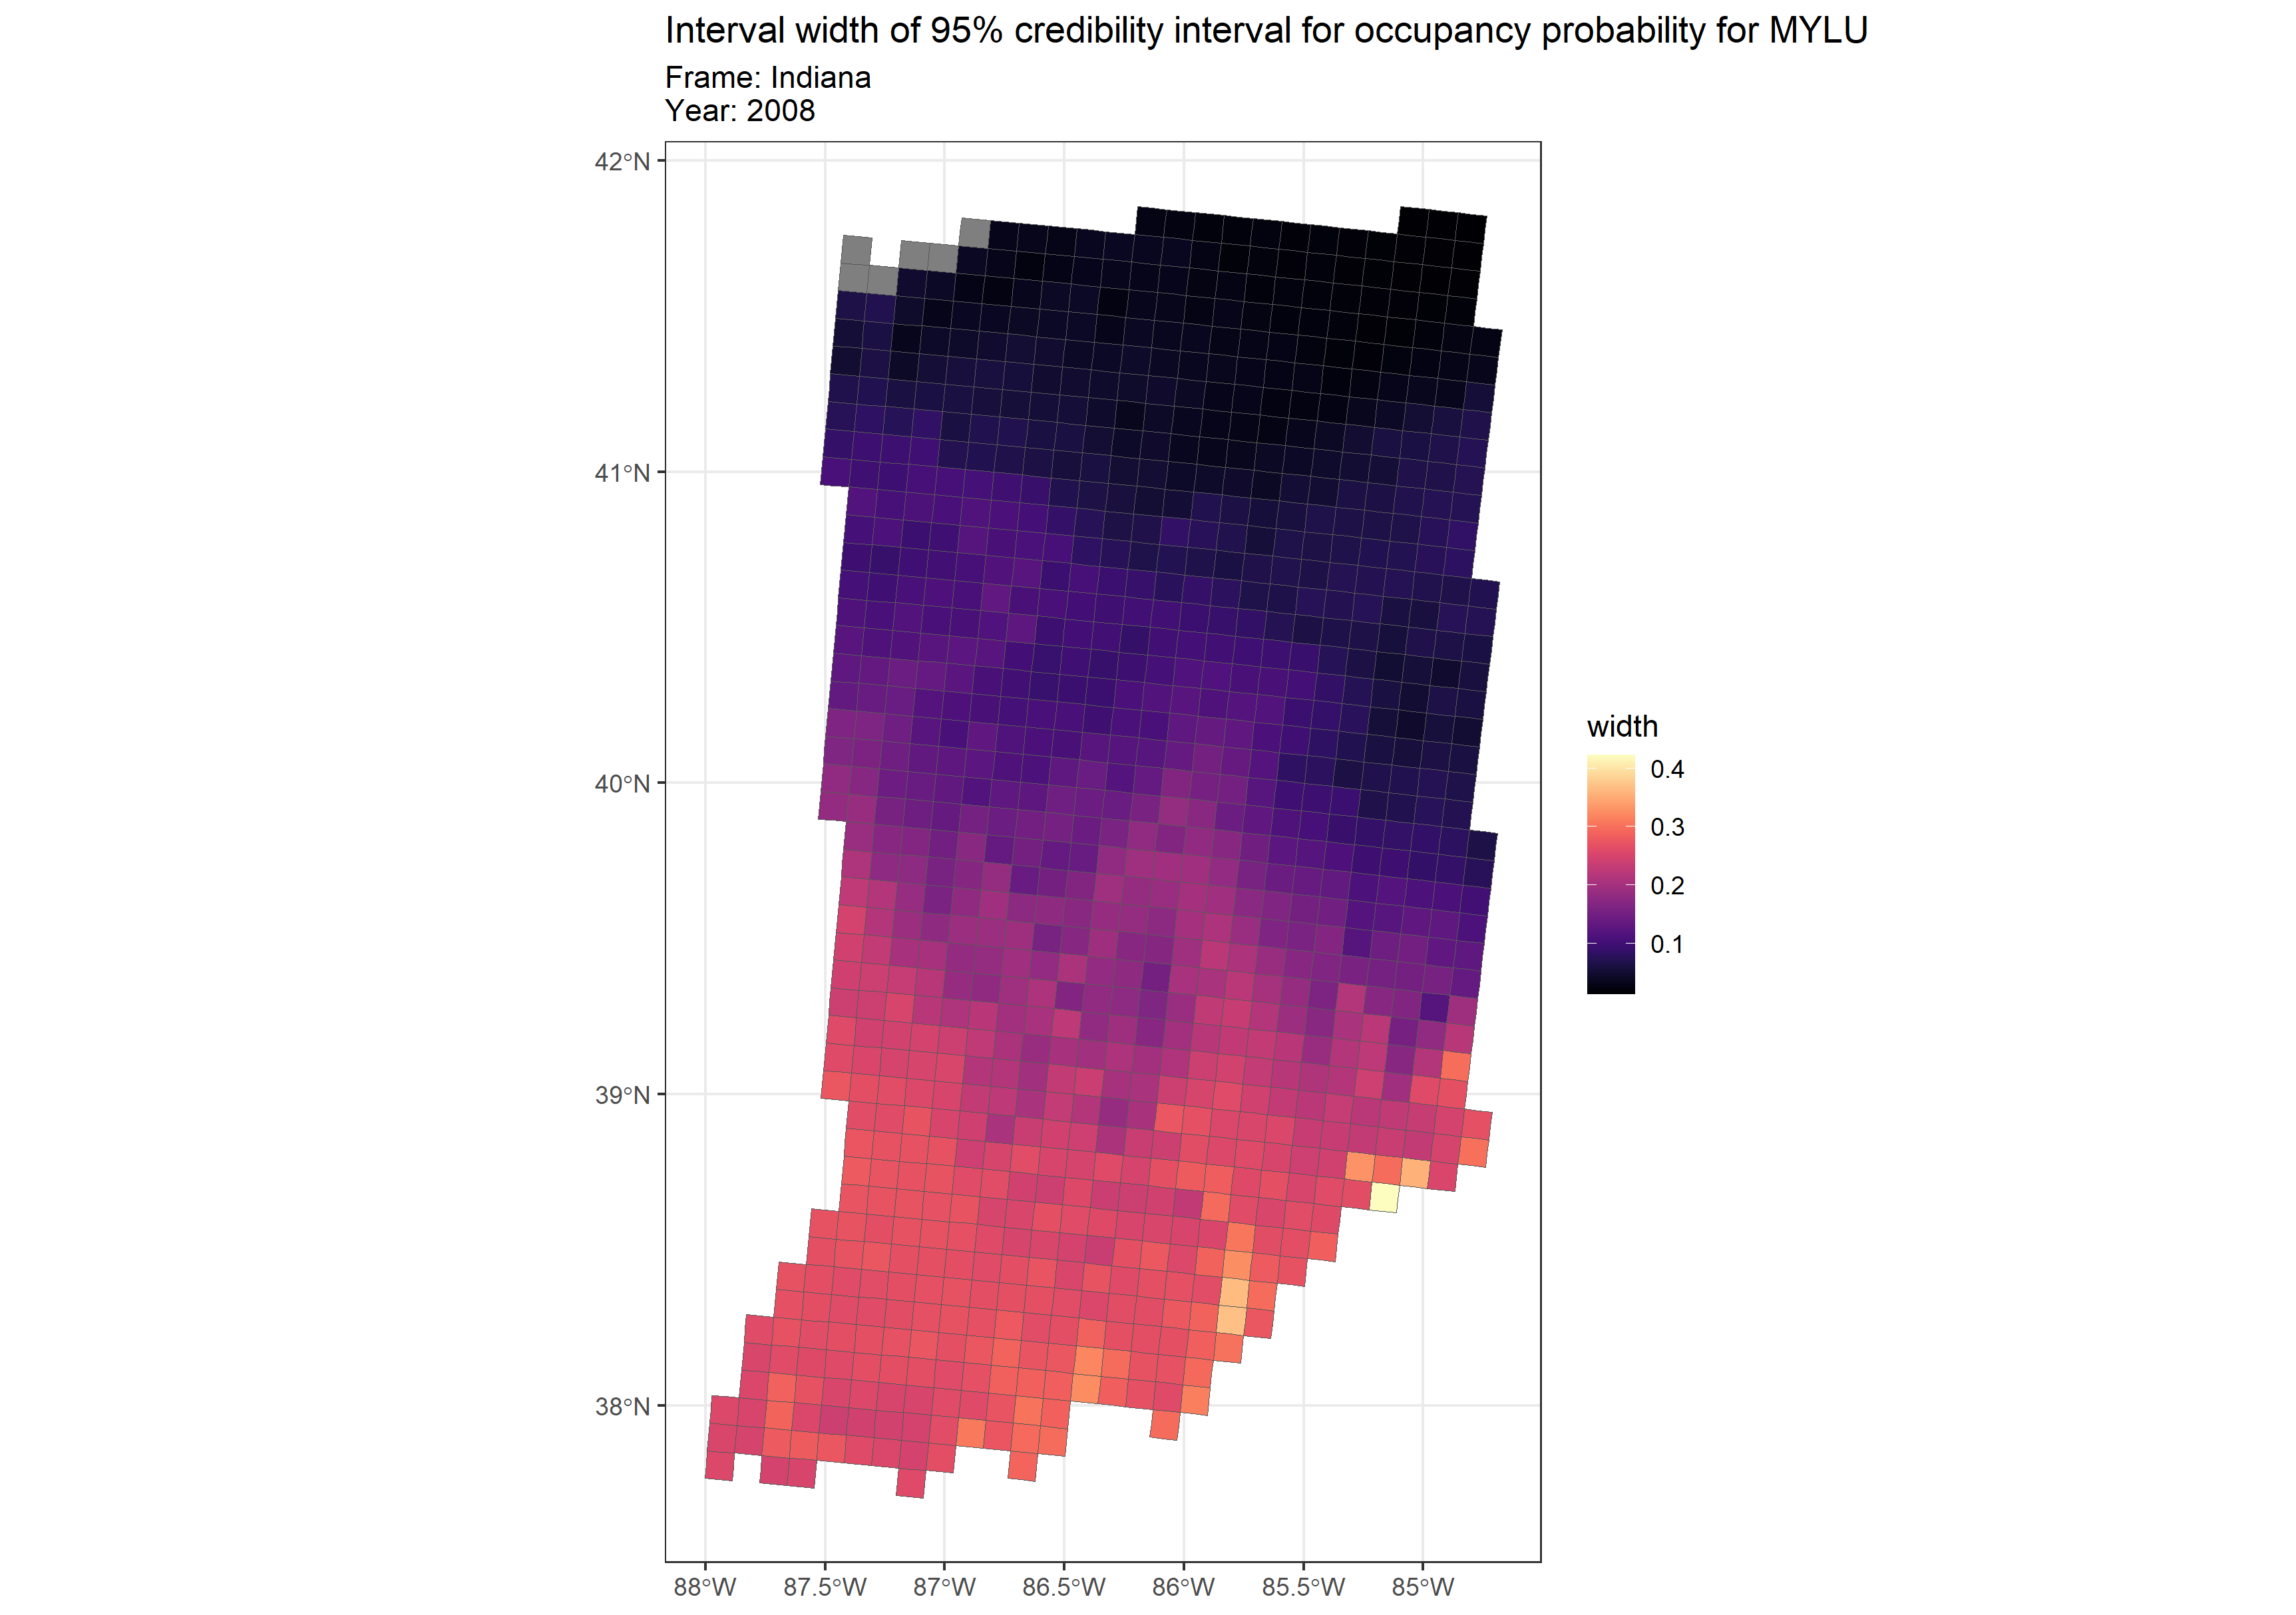 Interval width of 95% credibility interval for occupancy probability for MYLU
Frame: Indiana
Year: 2008
42°N
41°N
40°N
39°N
38°N
88°W 87.5°W 87°W 86.5°W 86°W 85.5°W 85°W
width
0.4
0.3
0.2
0.1